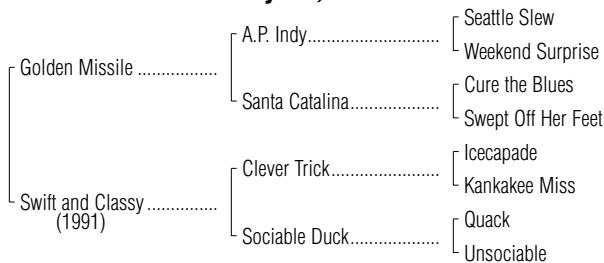 Seattle Slew
A.P. Indy
Weekend Surprise
Golden Missile
Cure the Blues
Santa Catalina
Swept Off Her Feet
Icecapade
Clever Trick
Kankakee Miss
Swift and Classy
(1991)
Quack
Sociable Duck
Unsociable